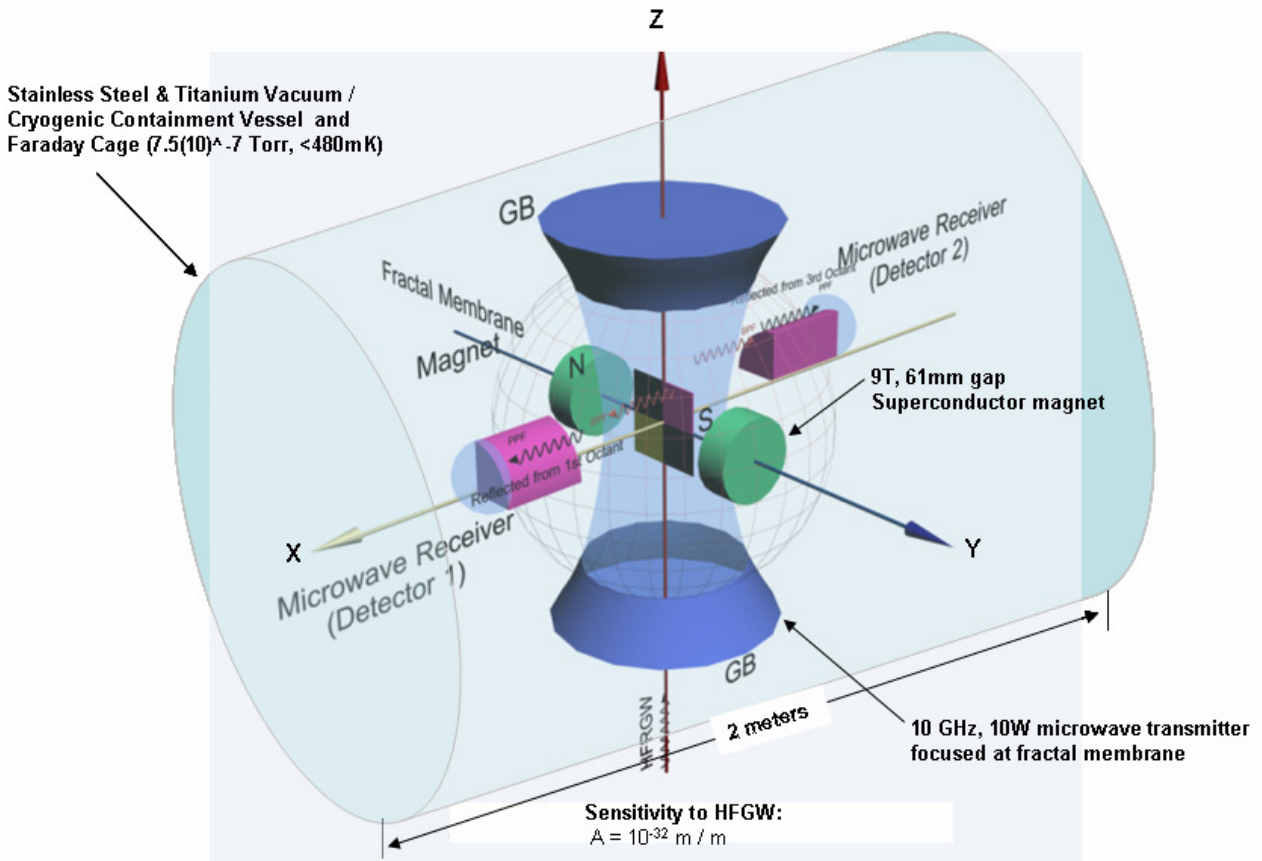 Z
Stainless Steel & Titanium Vacuum /
Cryogenic Containment Vessel and
Faraday Cage (7.5(10)^-7 Torr, <480mK)
GB
Microwave Receiver
(Detector 2)
Fractal Membrane
Reflected from 3rd Octant
PPF
Magnet
N
9T, 61mm gap
Superconductor magnet
S
PPF
Reflected from 1st Octant
X
Microwave Receiver
(Detector 1)
Y
GB
HFRGW
2 meters
10 GHz, 10W microwave transmitter
focused at fractal membrane
Sensitivity to HFGW:
A = 10⁻³² m / m